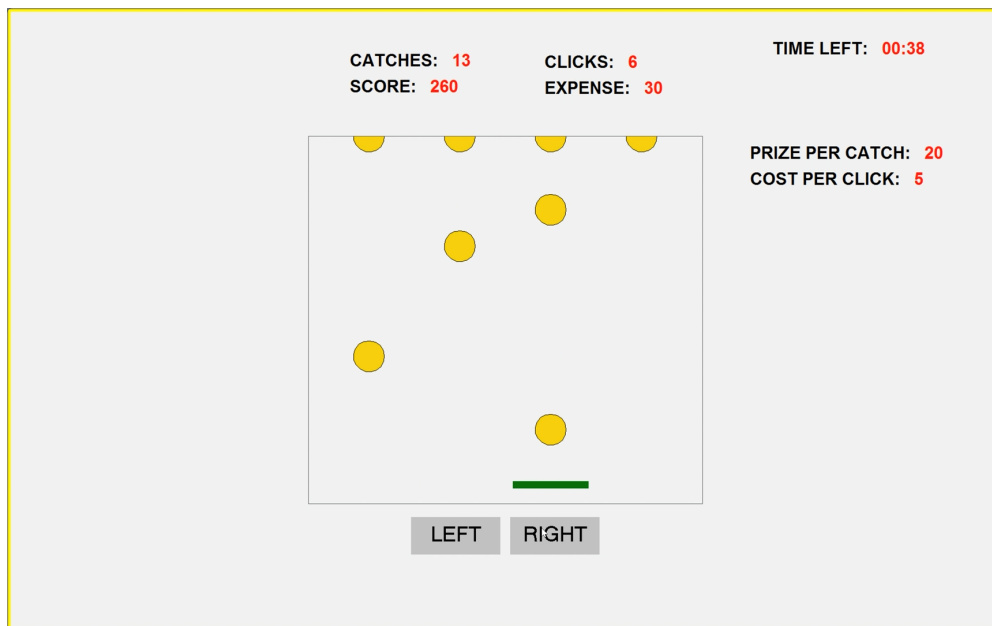 TIME LEFT: 00:38
CATCHES: 13
CLICKS: 6
SCORE: 260
EXPENSE: 30
PRIZE PER CATCH: 20
COST PER CLICK: 5
LEFT
RIGHT